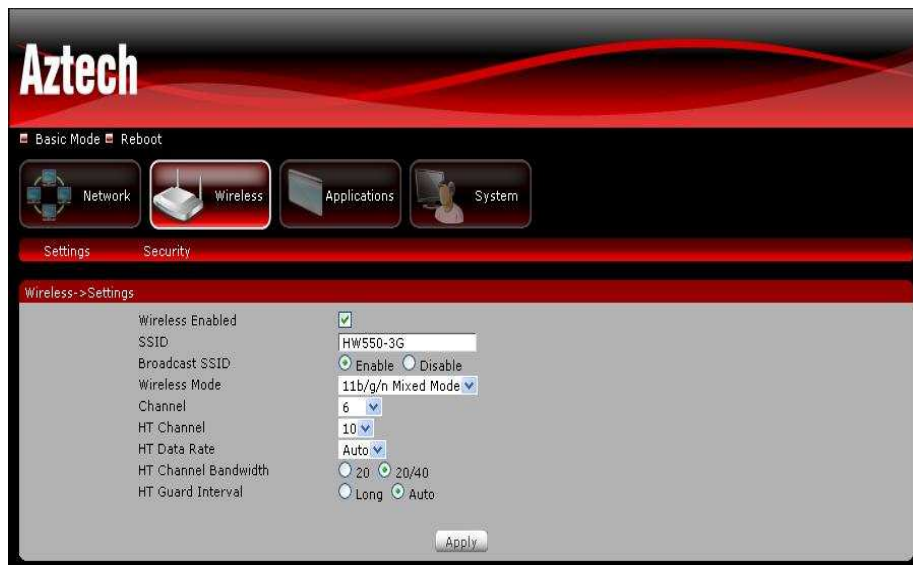 Aztech
Basic Mode Reboot
Network Wireless Applications System
Settings Security
Wireless->Settings
Wireless Enabled
SSID HW550-3G
Broadcast SSID Enable Disable
Wireless Mode 11b/g/n Mixed Mode
Channel 6
HT Channel 10
HT Data Rate Auto
HT Channel Bandwidth 20 20/40
HT Guard Interval Long Auto
Apply